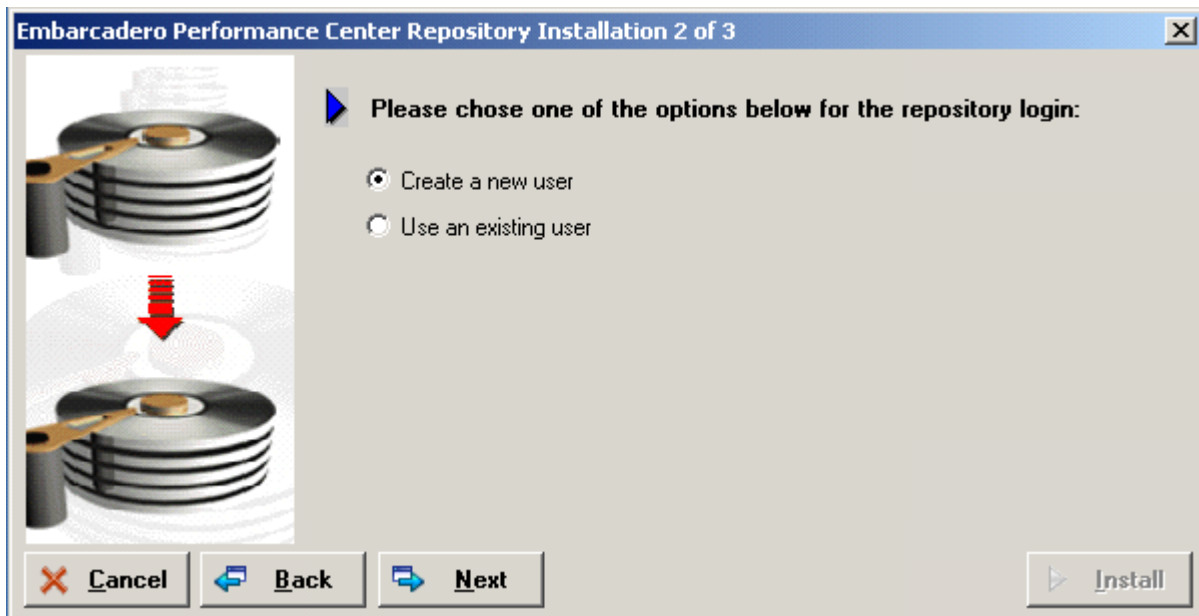 Embarcadero Performance Center Repository Installation 2 of 3
Please chose one of the options below for the repository login:
Create a new user
Use an existing user
Cancel
Back
Next
Install